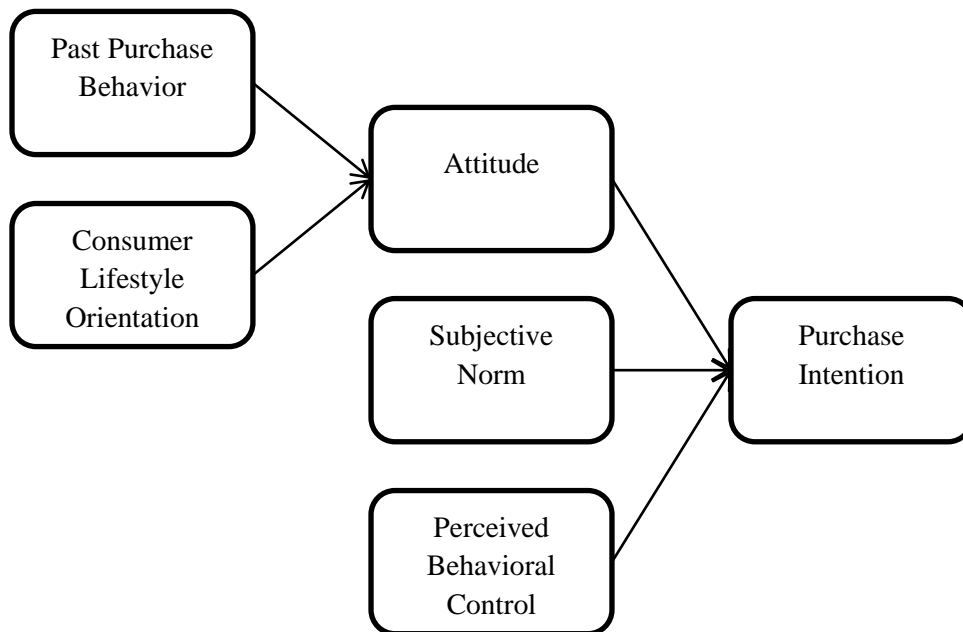 Past Purchase
Behavior
Consumer
Lifestyle
Orientation
Attitude
Subjective
Norm
Perceived
Behavioral
Control
Purchase
Intention